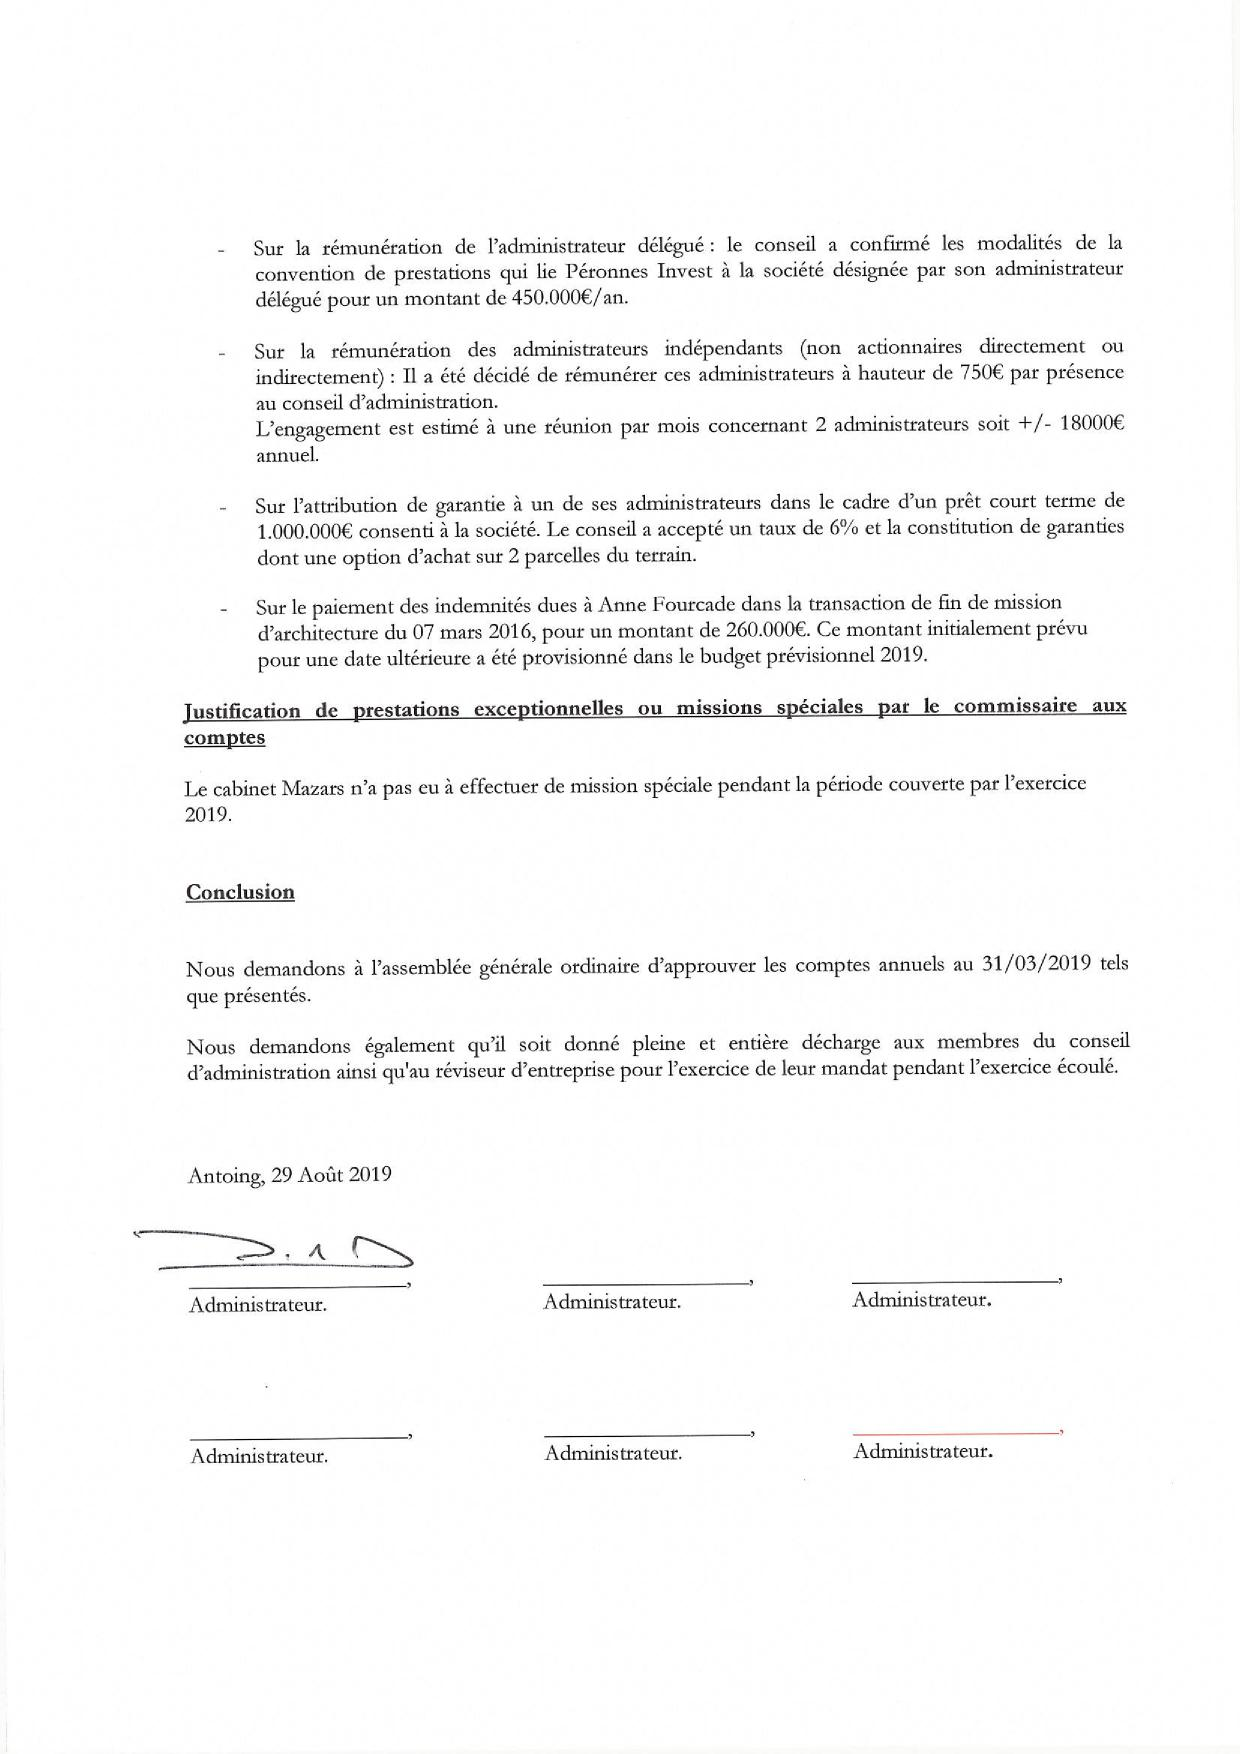 - Sur la rémunération de l'administrateur délégué : le conseil a confirmé les modalités de la
convention de prestations qui lie Péronnes Invest à la société désignée par son administrateur
délégué pour un montant de 450.000€/an.
- Sur la rémunération des administrateurs indépendants (non actionnaires directement ou
indirectement) : Il a été décidé de rémunérer ces administrateurs à hauteur de 750€ par présence
au conseil d'administration.
L'engagement est estimé à une réunion par mois concernant 2 administrateurs soit +/- 18000€
annuel.
- Sur l'attribution de garantie à un de ses administrateurs dans le cadre d'un prêt court terme de
1.000.000€ consenti à la société. Le conseil a accepté un taux de 6% et la constitution de garanties
dont une option d'achat sur 2 parcelles du terrain.
- Sur le paiement des indemnités dues à Anne Fourcade dans la transaction de fin de mission
d'architecture du 07 mars 2016, pour un montant de 260.000€. Ce montant initialement prévu
pour une date ultérieure a été provisionné dans le budget prévisionnel 2019.
Justification de prestations exceptionnelles ou missions spéciales par le commissaire aux
comptes
Le cabinet Mazars n'a pas eu à effectuer de mission spéciale pendant la période couverte par l'exercice
2019.
Conclusion
Nous demandons à l'assemblée générale ordinaire d'approuver les comptes annuels au 31/03/2019 tels
que présentés.
Nous demandons également qu'il soit donné pleine et entière décharge aux membres du conseil
d'administration ainsi qu'au réviseur d'entreprise pour l'exercice de leur mandat pendant l'exercice écoulé.
Antoing, 29 Août 2019
, , ,
Administrateur. Administrateur. Administrateur.
, , ,
Administrateur. Administrateur. Administrateur.